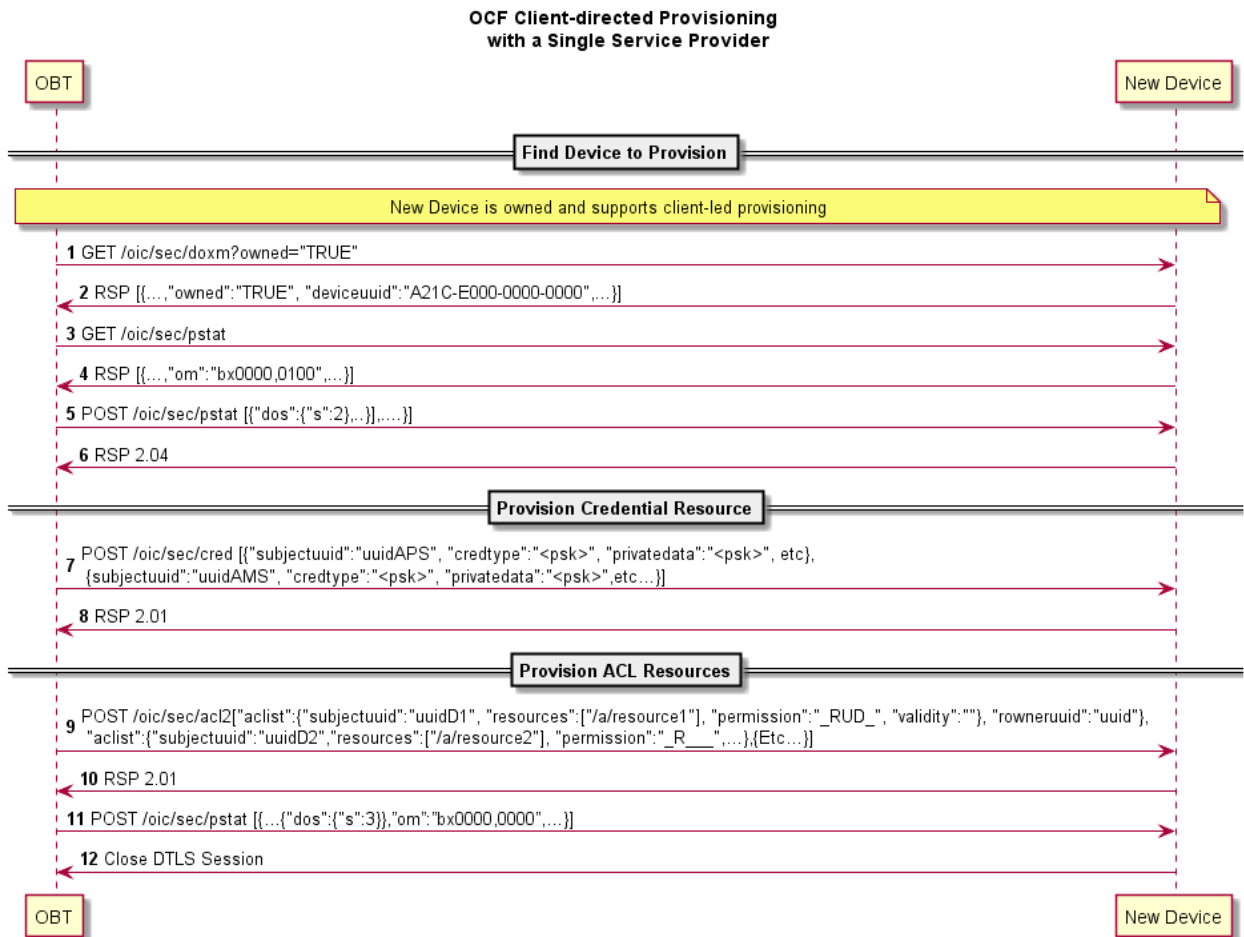 OCF Client-directed Provisioning
with a Single Service Provider
OBT
New Device
Find Device to Provision
New Device is owned and supports client-led provisioning
1 GET /oic/sec/doxm?owned="TRUE"
2 RSP [{…,"owned":"TRUE", "deviceuuid":"A21C-E000-0000-0000",…}]
3 GET /oic/sec/pstat
4 RSP [{…,"om":"bx0000,0100",…}]
5 POST /oic/sec/pstat [{"dos":{"s":2},..}],….}]
6 RSP 2.04
Provision Credential Resource
7 POST /oic/sec/cred [{"subjectuuid":"uuidAPS", "credtype":"<psk>", "privatedata":"<psk>", etc},
{subjectuuid":"uuidAMS", "credtype":"<psk>", "privatedata":"<psk>",etc…}]
8 RSP 2.01
Provision ACL Resources
9 POST /oic/sec/acl2["aclist":{"subjectuuid":"uuidD1", "resources":["/a/resource1"], "permission":"_RUD_", "validity":""}, "rowneruuid":"uuid"},
"aclist":{"subjectuuid":"uuidD2","resources":["/a/resource2"], "permission":"_R___",…},{Etc…}]
10 RSP 2.01
11 POST /oic/sec/pstat [{…{"dos":{"s":3}},"om":"bx0000,0000",…}]
12 Close DTLS Session
OBT
New Device